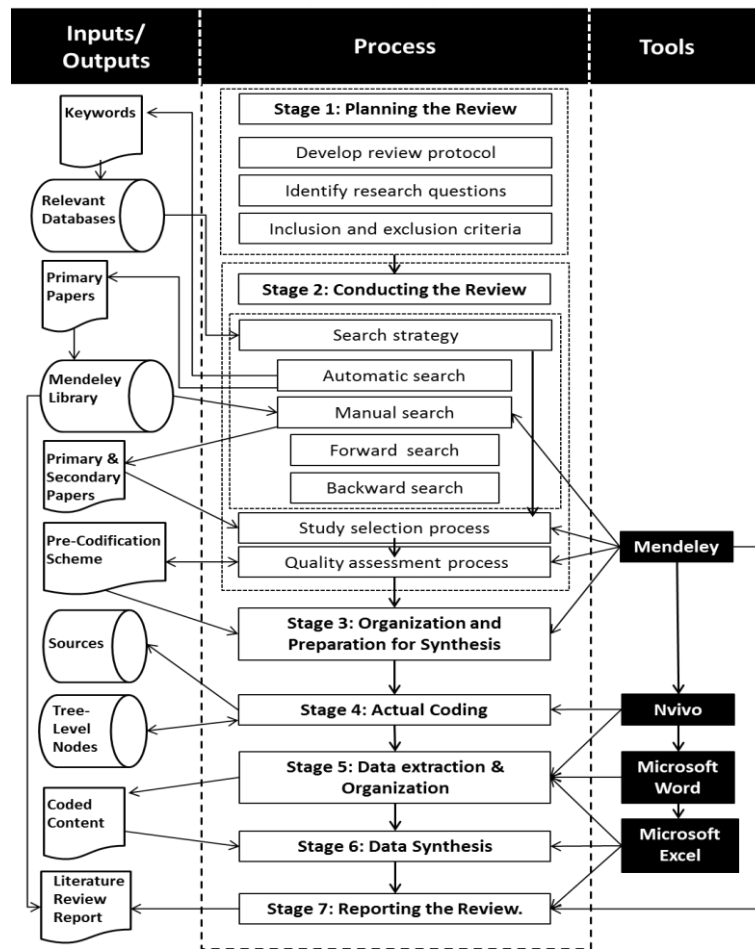 Inputs/
Outputs
Process
Tools
Keywords
Relevant
Databases
Primary
Papers
Mendeley
Library
Primary &
Secondary
Papers
Pre-Codification
Scheme
Sources
Tree-
Level
Nodes
Coded
Content
Literature
Review
Report
Stage 1: Planning the Review
Develop review protocol
Identify research questions
Inclusion and exclusion criteria
Stage 2: Conducting the Review
Search strategy
Automatic search
Manual search
Forward search
Backward search
Study selection process
Quality assessment process
Stage 3: Organization and
Preparation for Synthesis
Stage 4: Actual Coding
Stage 5: Data extraction &
Organization
Stage 6: Data Synthesis
Stage 7: Reporting the Review.
Mendeley
Nvivo
Microsoft
Word
Microsoft
Excel